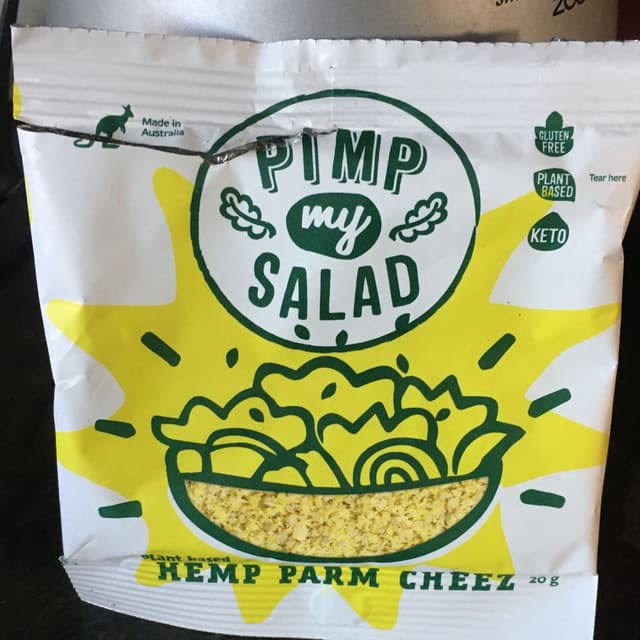 Made in
Australia
PIMP
my
SALAD
GLUTEN
FREE
PLANT
BASED
Tear here
KETO
Plant based
HEMP PARM CHEEZ 20 g